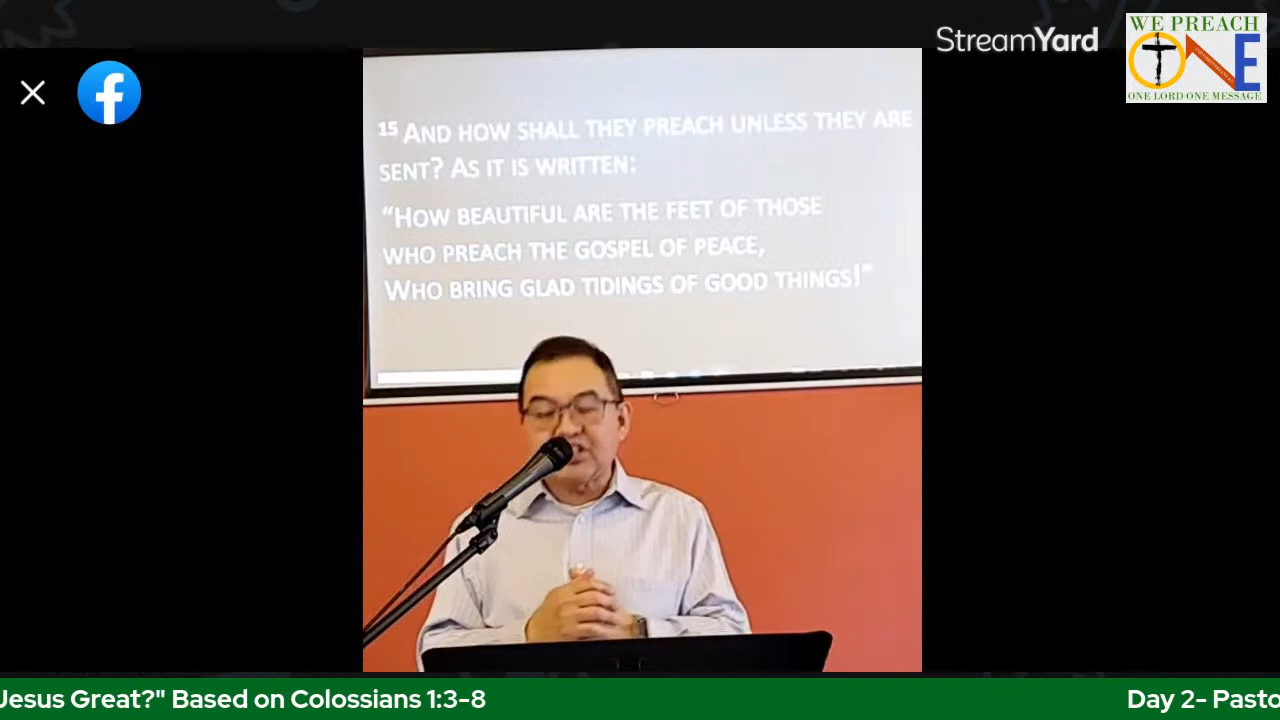 StreamYard
WE PREACH
ONE
ONE LORD ONE MESSAGE
15 AND HOW SHALL THEY PREACH UNLESS THEY ARE
SENT? AS IT IS WRITTEN:
“HOW BEAUTIFUL ARE THE FEET OF THOSE
WHO PREACH THE GOSPEL OF PEACE,
WHO BRING GLAD TIDINGS OF GOOD THINGS!”
Jesus Great?" Based on Colossians 1:3-8
Day 2- Pasto